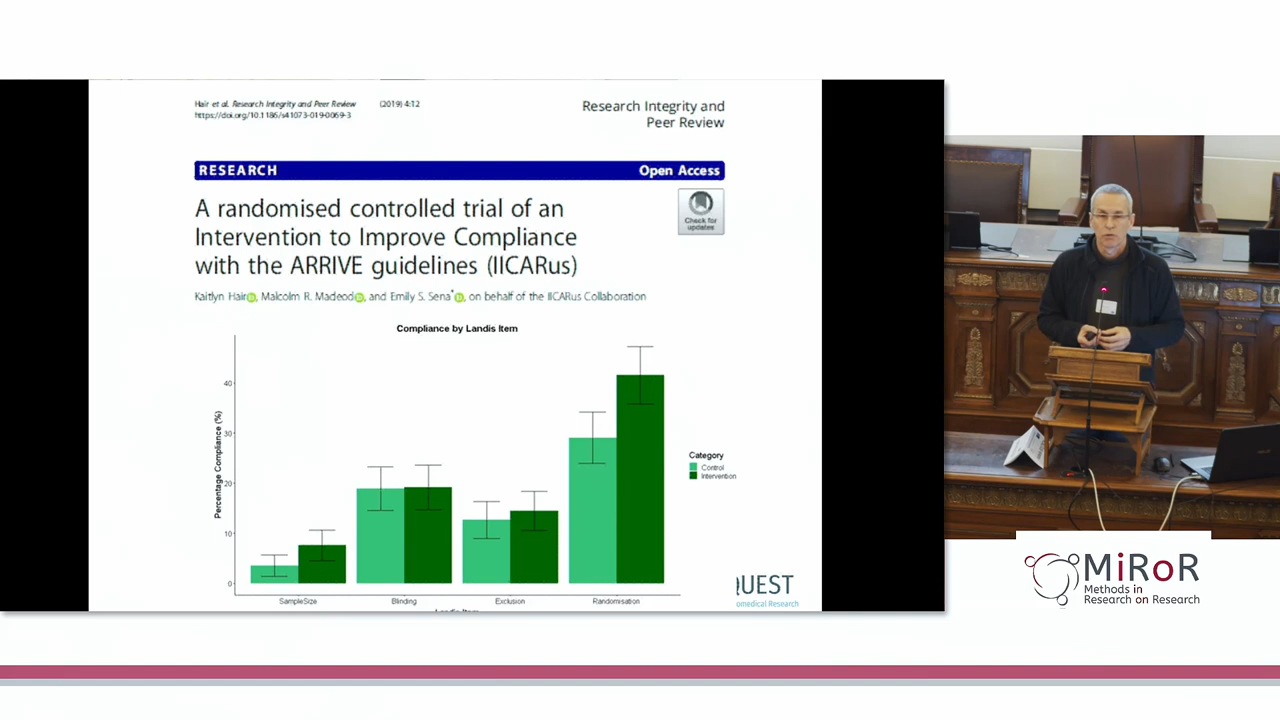 Hair et al. Research Integrity and Peer Review (2019) 4:12
https://doi.org/10.1186/s41073-019-0069-3
Research Integrity and
Peer Review
RESEARCH Open Access
Check for
updates
A randomised controlled trial of an
Intervention to Improve Compliance
with the ARRIVE guidelines (IICARus)
Kaitlyn Hair, Malcolm R. Macleod, and Emily S. Sena*, on behalf of the IICARus Collaboration
Compliance by Landis Item
Percentage Compliance (%)
40
30
20
10
0
SampleSize Blinding Exclusion Randomisation
Category
Control
Intervention
UEST
omedical Research
MiRoR
Methods in
Research on Research